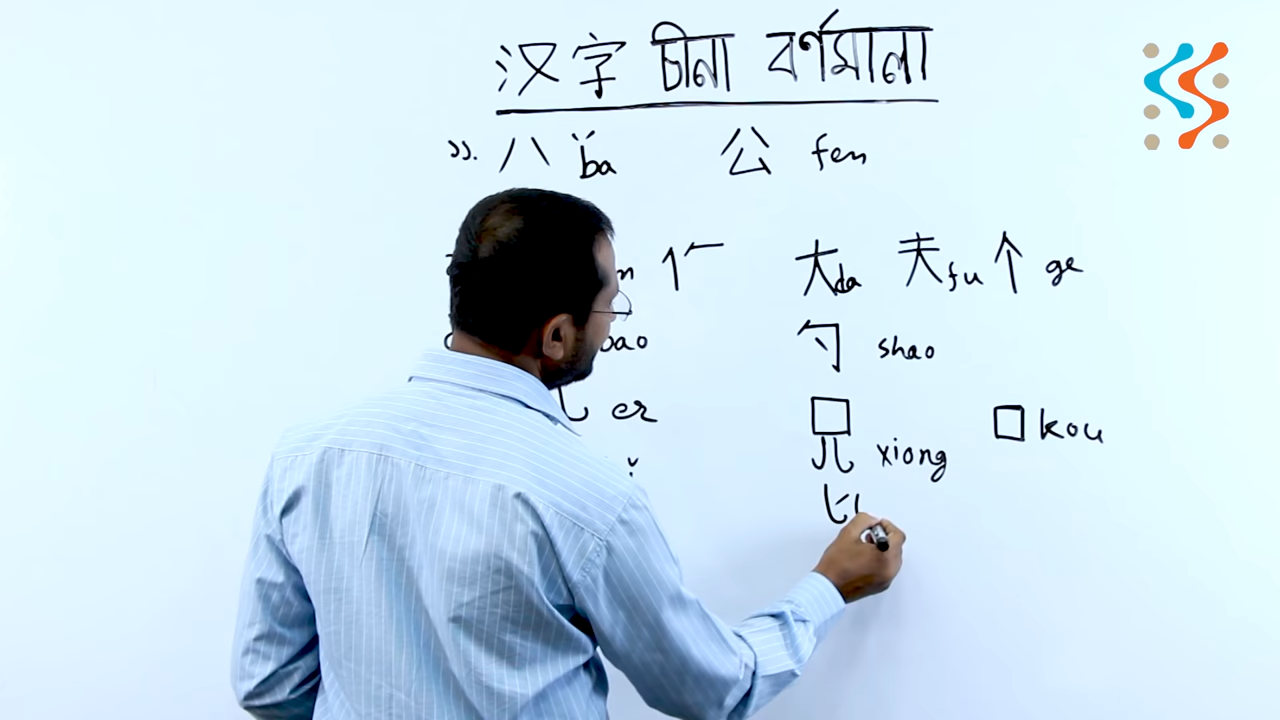 汉字 চীনা বর্ণমালা
১১. 八 ba 公 fen
大 da 夫 fu 个 ge
勺 shao
er 兄 xiong 口 kou